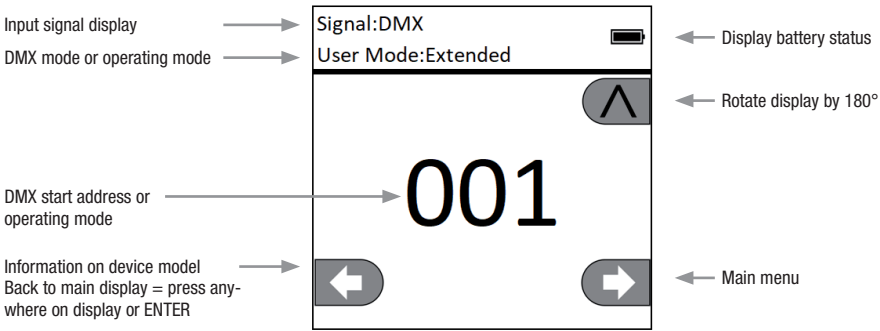 Input signal display
DMX mode or operating mode
DMX start address or
operating mode
Information on device model
Back to main display = press any-
where on display or ENTER
Signal:DMX
User Mode:Extended
001
Display battery status
Rotate display by 180°
Main menu